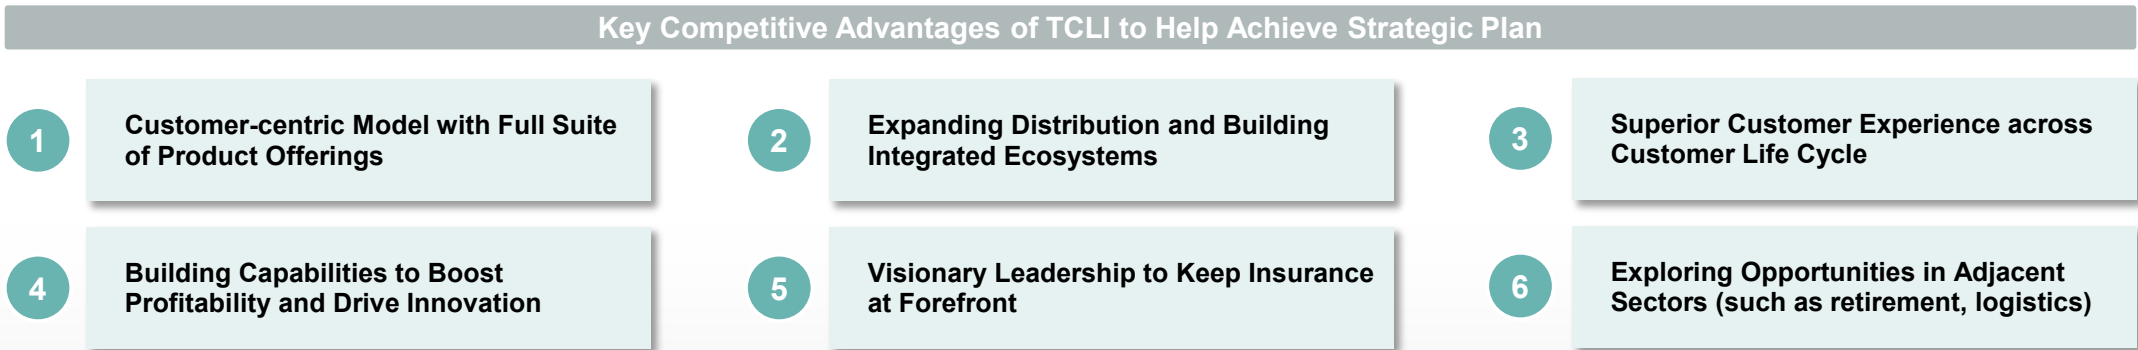 Key Competitive Advantages of TCLI to Help Achieve Strategic Plan
1
Customer-centric Model with Full Suite
of Product Offerings
2
Expanding Distribution and Building
Integrated Ecosystems
3
Superior Customer Experience across
Customer Life Cycle
4
Building Capabilities to Boost
Profitability and Drive Innovation
5
Visionary Leadership to Keep Insurance
at Forefront
6
Exploring Opportunities in Adjacent
Sectors (such as retirement, logistics)